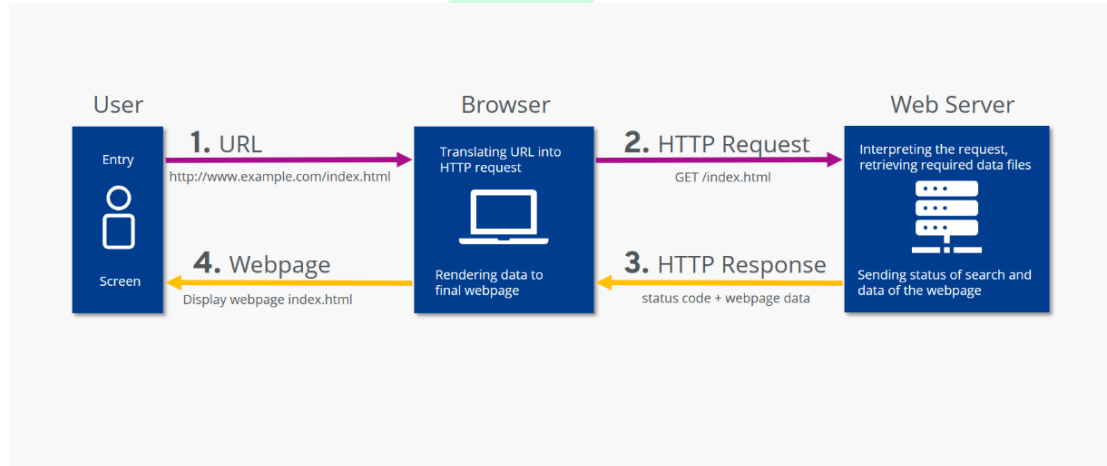 User
Browser
Web Server
Entry
Screen
1. URL
http://www.example.com/index.html
4. Webpage
Display webpage index.html
Translating URL into
HTTP request
Rendering data to
final webpage
2. HTTP Request
GET /index.html
3. HTTP Response
status code + webpage data
Interpreting the request,
retrieving required data files
Sending status of search and
data of the webpage